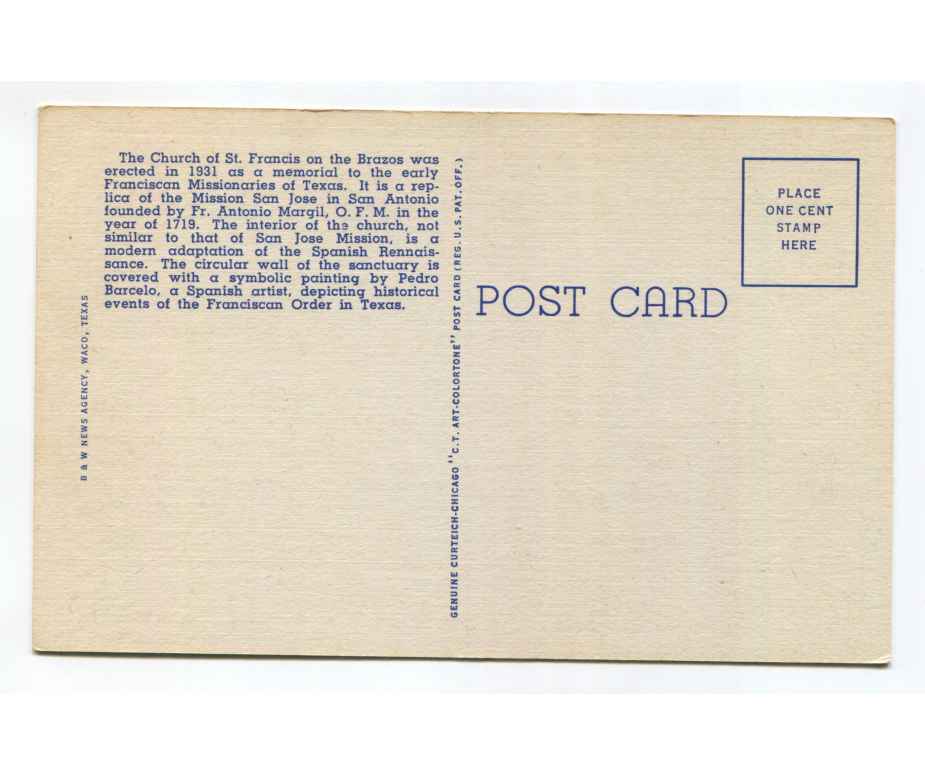 The Church of St. Francis on the Brazos was
erected in 1931 as a memorial to the early
Franciscan Missionaries of Texas. It is a rep-
lica of the Mission San Jose in San Antonio
founded by Fr. Antonio Margil, O. F. M. in the
year of 1719. The interior of the church, not
similar to that of San Jose Mission, is a
modern adaptation of the Spanish Rennais-
sance. The circular wall of the sanctuary is
covered with a symbolic painting by Pedro
Barcelo, a Spanish artist, depicting historical
events of the Franciscan Order in Texas.
B & W NEWS AGENCY, WACO, TEXAS
GENUINE CURTEICH-CHICAGO "C.T. ART-COLORTONE" POST CARD (REG. U.S. PAT. OFF.)
POST CARD
PLACE
ONE CENT
STAMP
HERE